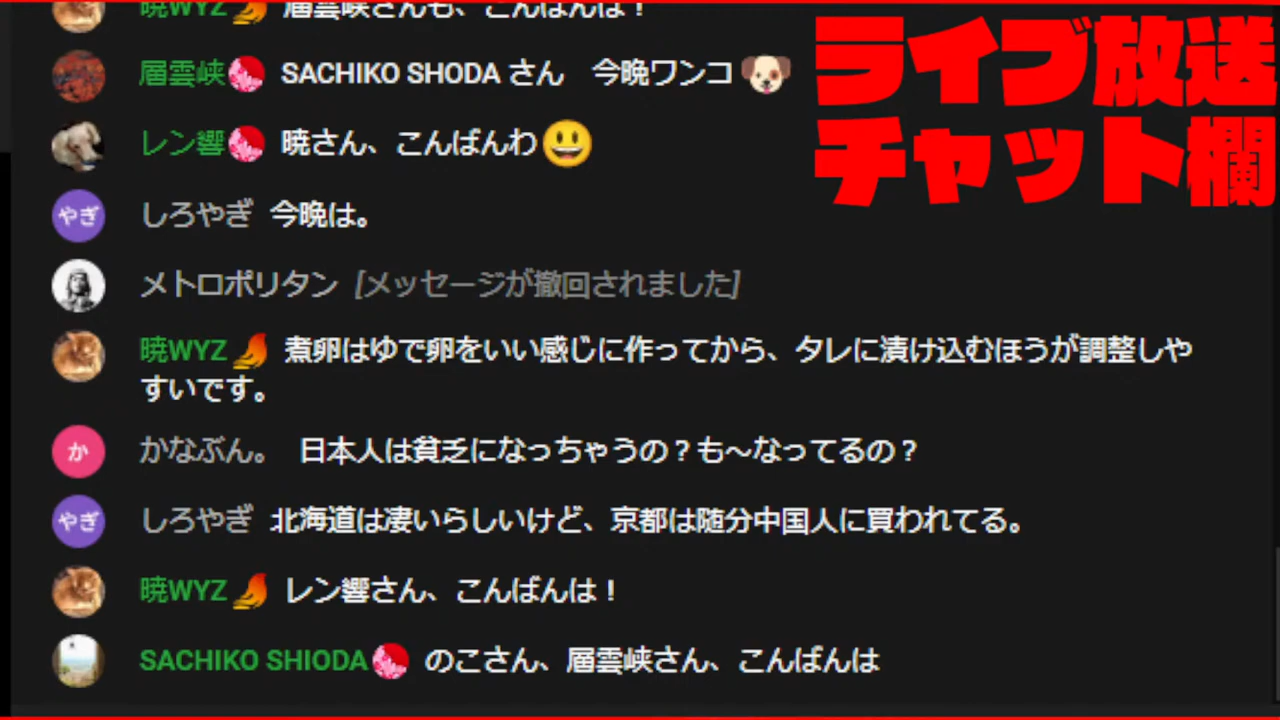 暁WYZ 層雲峡さんも、こんばんは！
ライブ放送
チャット欄
層雲峡 SACHIKO SHODA さん　今晩ワンコ🐶
レン響 暁さん、こんばんわ😃
やぎ しろやぎ 今晩は。
メトロポリタン [メッセージが撤回されました]
暁WYZ 煮卵はゆで卵をいい感じに作ってから、タレに漬け込むほうが調整しや
すいです。
か かなぶん。 日本人は貧乏になっちゃうの？も〜なってるの？
やぎ しろやぎ 北海道は凄いらしいけど、京都は随分中国人に買われてる。
暁WYZ レン響さん、こんばんは！
SACHIKO SHIODA のこさん、層雲峡さん、こんばんは